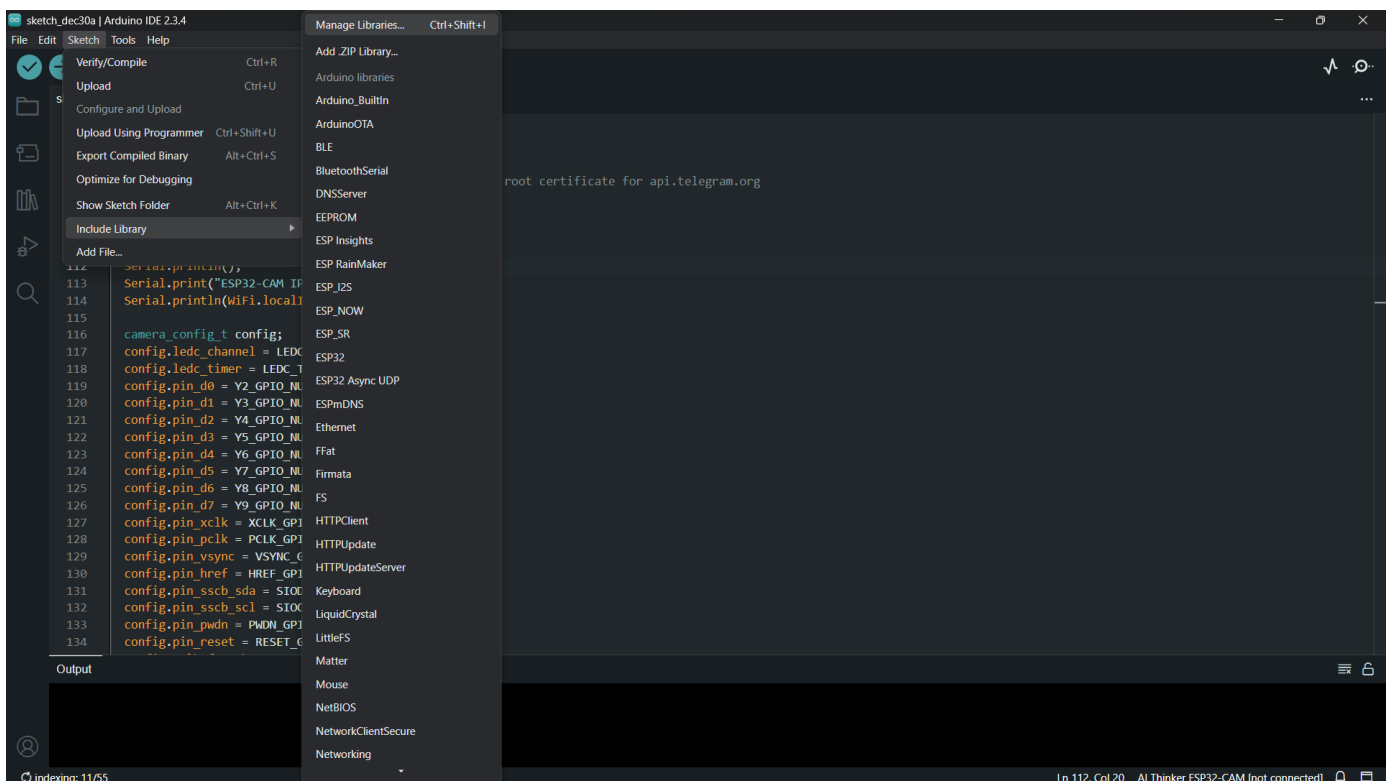 sketch_dec30a | Arduino IDE 2.3.4
File Edit Sketch Tools Help
Verify/Compile Ctrl+R
Upload Ctrl+U
Configure and Upload
Upload Using Programmer Ctrl+Shift+U
Export Compiled Binary Alt+Ctrl+S
Optimize for Debugging
Show Sketch Folder Alt+Ctrl+K
Include Library
Add File...
Manage Libraries... Ctrl+Shift+I
Add .ZIP Library...
Arduino libraries
Arduino_BuiltIn
ArduinoOTA
BLE
BluetoothSerial
DNSServer
EEPROM
ESP Insights
ESP RainMaker
ESP_I2S
ESP_NOW
ESP_SR
ESP32
ESP32 Async UDP
ESPmDNS
Ethernet
FFat
Firmata
FS
HTTPClient
HTTPUpdate
HTTPUpdateServer
Keyboard
LiquidCrystal
LittleFS
Matter
Mouse
NetBIOS
NetworkClientSecure
Networking
root certificate for api.telegram.org
112 Serial.println();
113 Serial.print("ESP32-CAM IP
114 Serial.println(WiFi.localI
115
116 camera_config_t config;
117 config.ledc_channel = LEDC
118 config.ledc_timer = LEDC_T
119 config.pin_d0 = Y2_GPIO_NU
120 config.pin_d1 = Y3_GPIO_NU
121 config.pin_d2 = Y4_GPIO_NU
122 config.pin_d3 = Y5_GPIO_NU
123 config.pin_d4 = Y6_GPIO_NU
124 config.pin_d5 = Y7_GPIO_NU
125 config.pin_d6 = Y8_GPIO_NU
126 config.pin_d7 = Y9_GPIO_NU
127 config.pin_xclk = XCLK_GPI
128 config.pin_pclk = PCLK_GPI
129 config.pin_vsync = VSYNC_G
130 config.pin_href = HREF_GPI
131 config.pin_sscb_sda = SIOD
132 config.pin_sscb_scl = SIOC
133 config.pin_pwdn = PWDN_GPI
134 config.pin_reset = RESET_G
Output
indexing: 11/55
Ln 112, Col 20 AI Thinker ESP32-CAM [not connected]